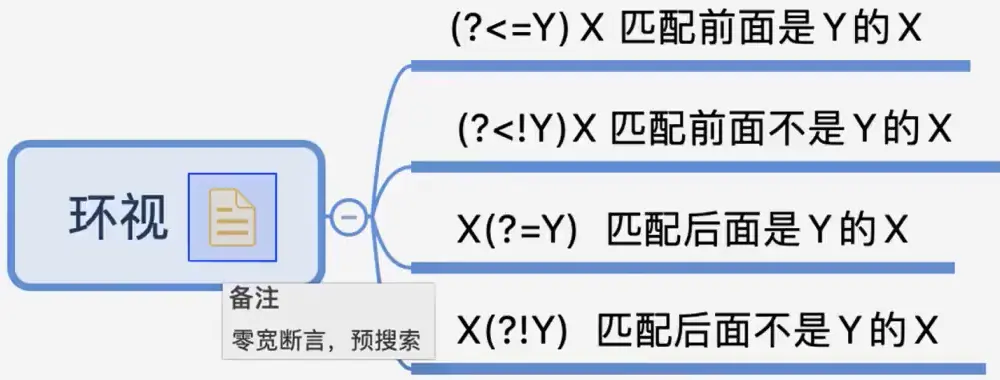 (?<=Y) X 匹配前面是 Y 的 X
(?<!Y)X 匹配前面不是 Y 的 X
环视
X(?=Y) 匹配后面是 Y 的 X
备注
零宽断言，预搜索
X(?!Y) 匹配后面不是 Y 的 X